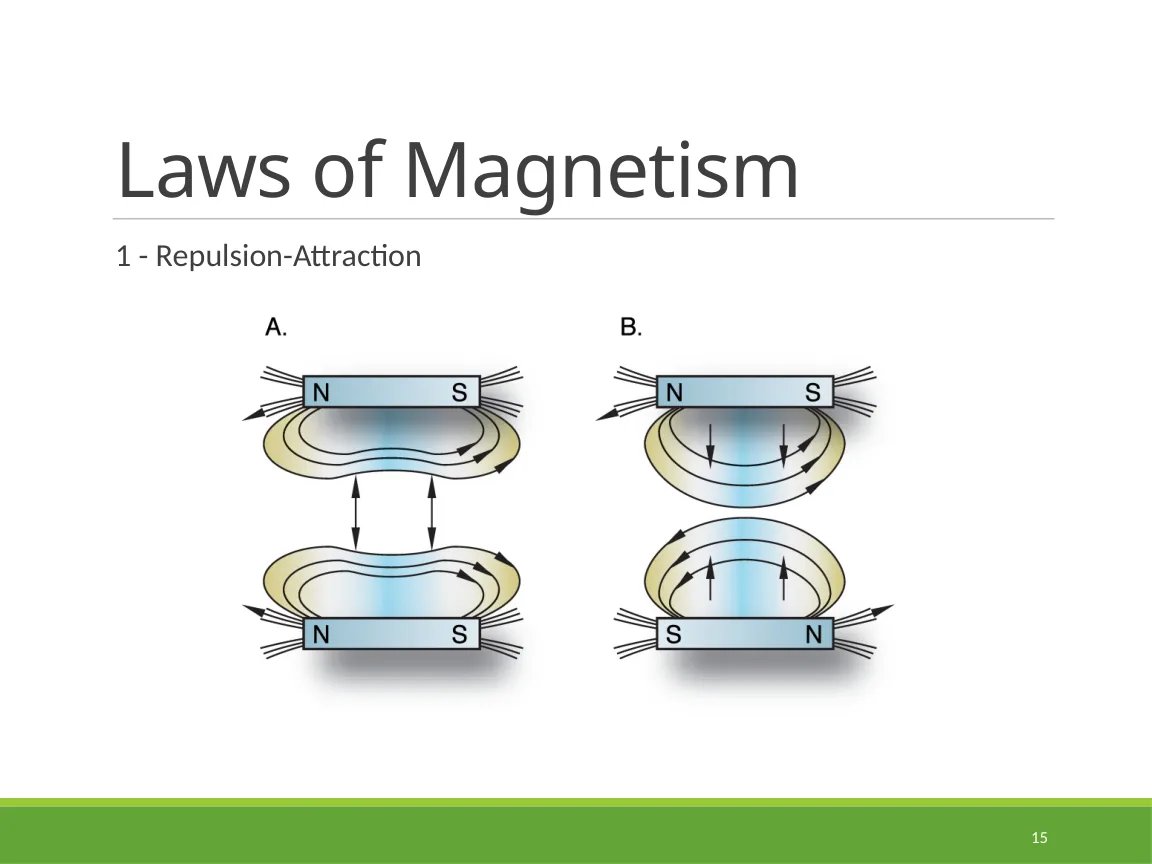 Laws of Magnetism
1 - Repulsion-Attraction
A. B.
N S N S
N S S N
15